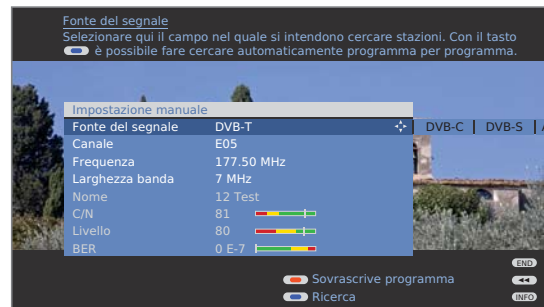 Fonte del segnale
Selezionare qui il campo nel quale si intendono cercare stazioni. Con il tasto
è possibile fare cercare automaticamente programma per programma.
Impostazione manuale
Fonte del segnale DVB-T DVB-C DVB-S A
Canale E05
Frequenza 177.50 MHz
Larghezza banda 7 MHz
Nome 12 Test
C/N 81
Livello 80
BER 0 E-7
END
Sovrascrive programma
Ricerca INFO